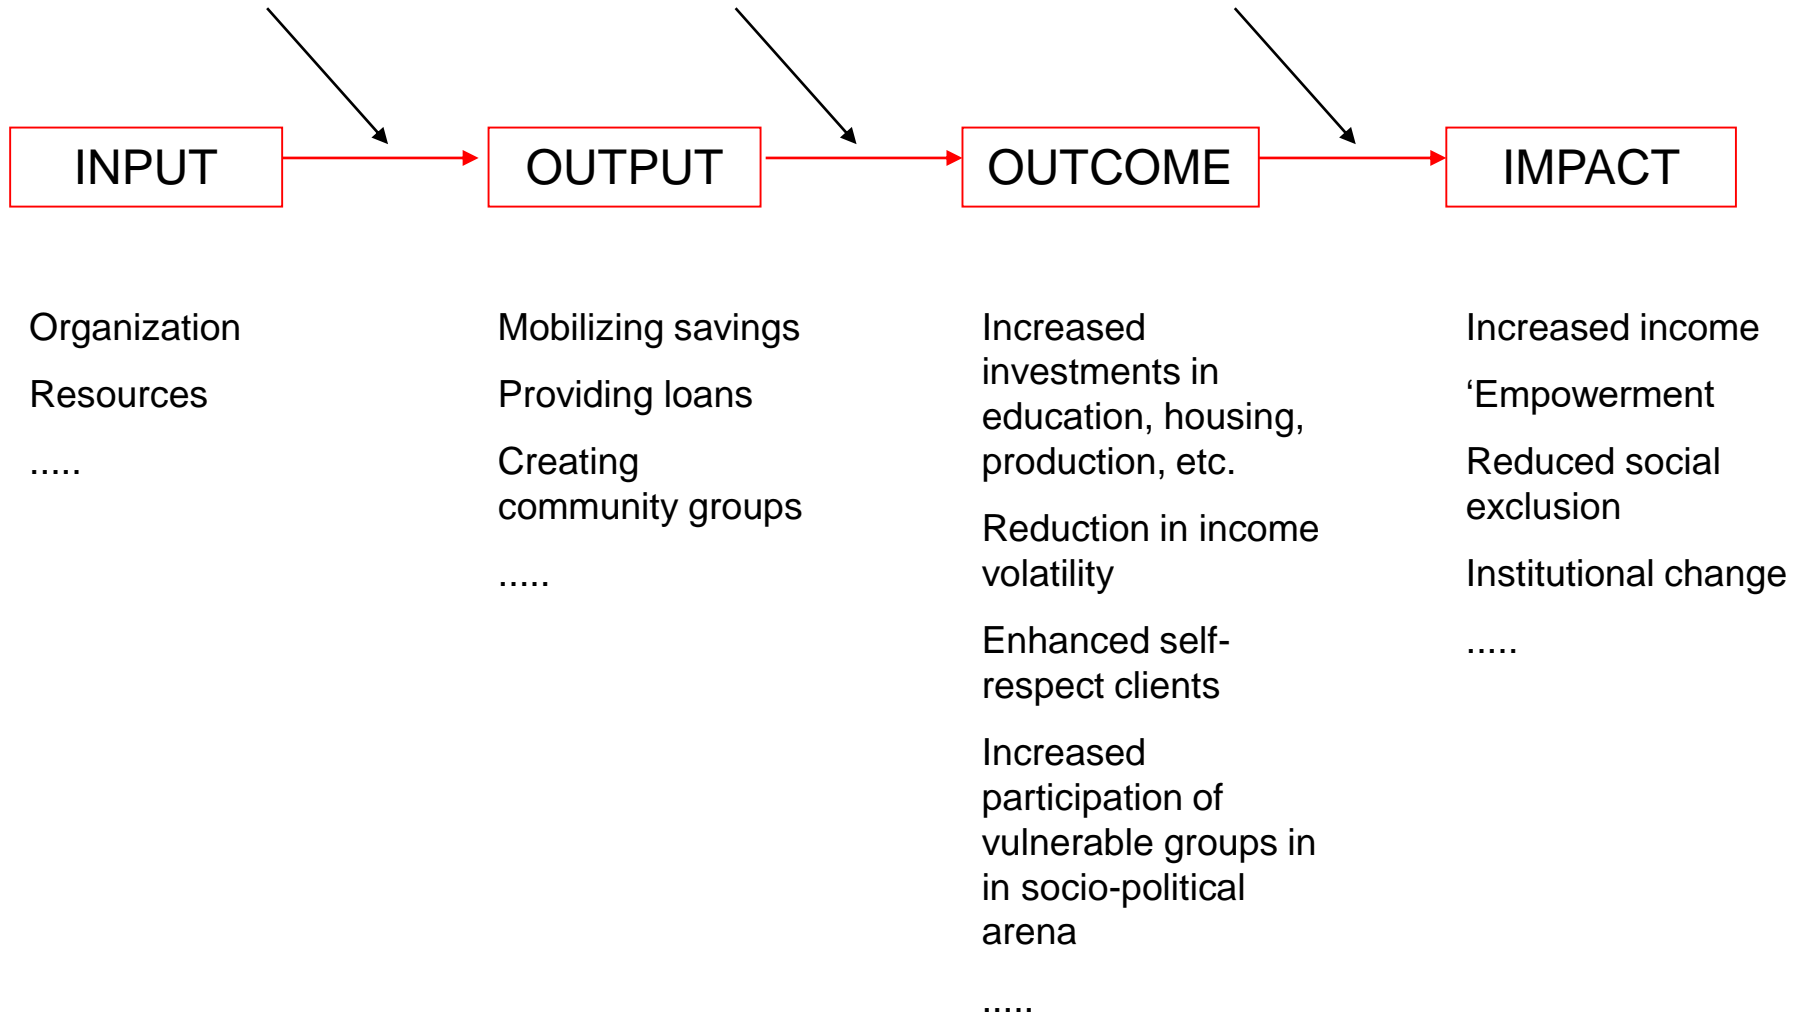 INPUT
OUTPUT
OUTCOME
IMPACT
Organization
Resources
.....
Mobilizing savings
Providing loans
Creating
community groups
.....
Increased
investments in
education, housing,
production, etc.
Reduction in income
volatility
Enhanced self-
respect clients
Increased
participation of
vulnerable groups in
in socio-political
arena
.....
Increased income
‘Empowerment
Reduced social
exclusion
Institutional change
.....